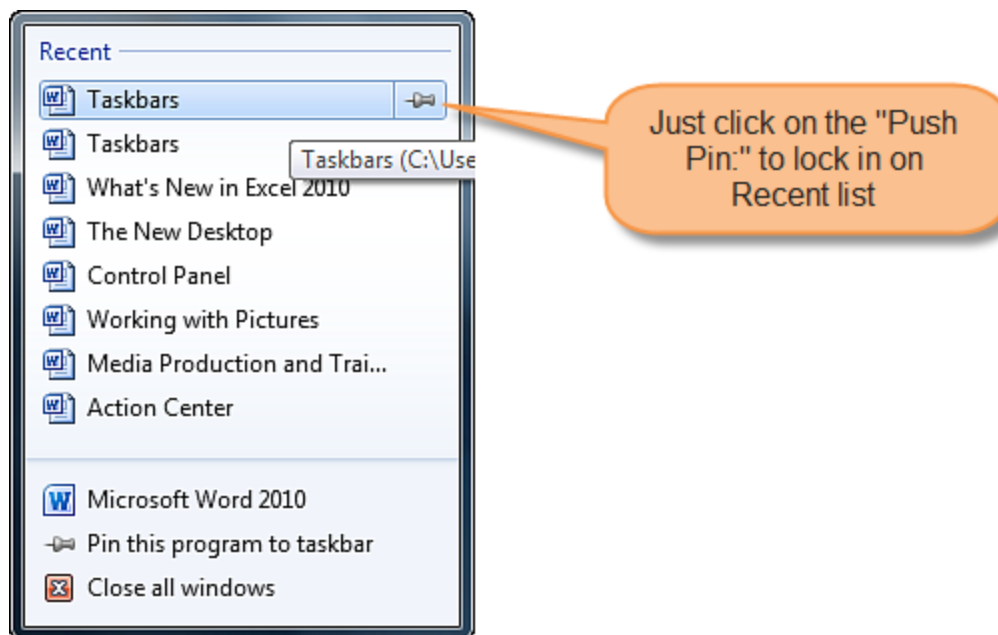 Recent
Taskbars
Taskbars
Taskbars (C:\Use
What's New in Excel 2010
The New Desktop
Control Panel
Working with Pictures
Media Production and Trai...
Action Center
Microsoft Word 2010
Pin this program to taskbar
Close all windows
Just click on the "Push
Pin:" to lock in on
Recent list